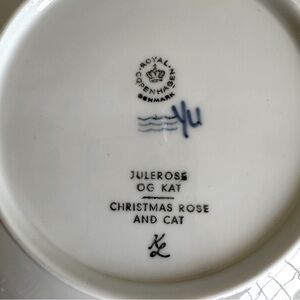 ROYAL
COPENHAGEN
DENMARK
JULEROSE
OG KAT
CHRISTMAS ROSE
AND CAT